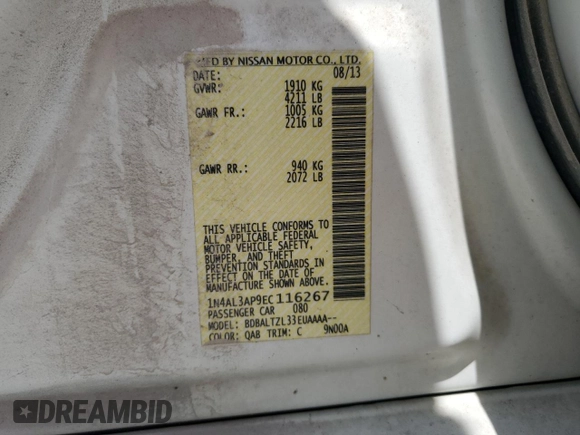 MFD BY NISSAN MOTOR CO., LTD.
DATE: 08/13
GVWR: 1910 KG
4211 LB
GAWR FR.: 1005 KG
2216 LB
GAWR RR.: 940 KG
2072 LB
THIS VEHICLE CONFORMS TO
ALL APPLICABLE FEDERAL
MOTOR VEHICLE SAFETY,
BUMPER, AND THEFT
PREVENTION STANDARDS IN
EFFECT ON THE DATE OF
MANUFACTURE SHOWN ABOVE.
1N4AL3AP9EC116267
PASSENGER CAR 080
MODEL: BDBALTZL33EUAAAA--
COLOR: QAB TRIM: C 9N00A
DREAMBID